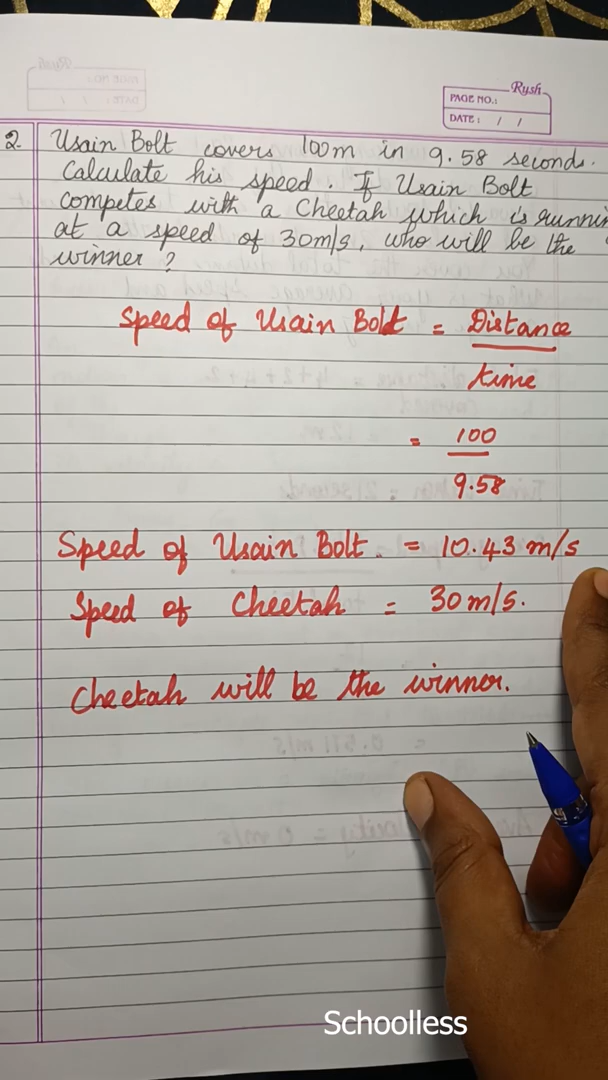 Rysh
PAGE NO.:
DATE: / /
2. Usain Bolt covers 100m in 9.58 seconds.
Calculate his speed. If Usain Bolt
competes with a Cheetah which is runnin
at a speed of 30m/s, who will be the
winner?
Speed of Usain Bolt = Distance
time
= 100
9.58
Speed of Usain Bolt = 10.43 m/s
Speed of Cheetah = 30m/s.
Cheetah will be the winner.
Schoolless